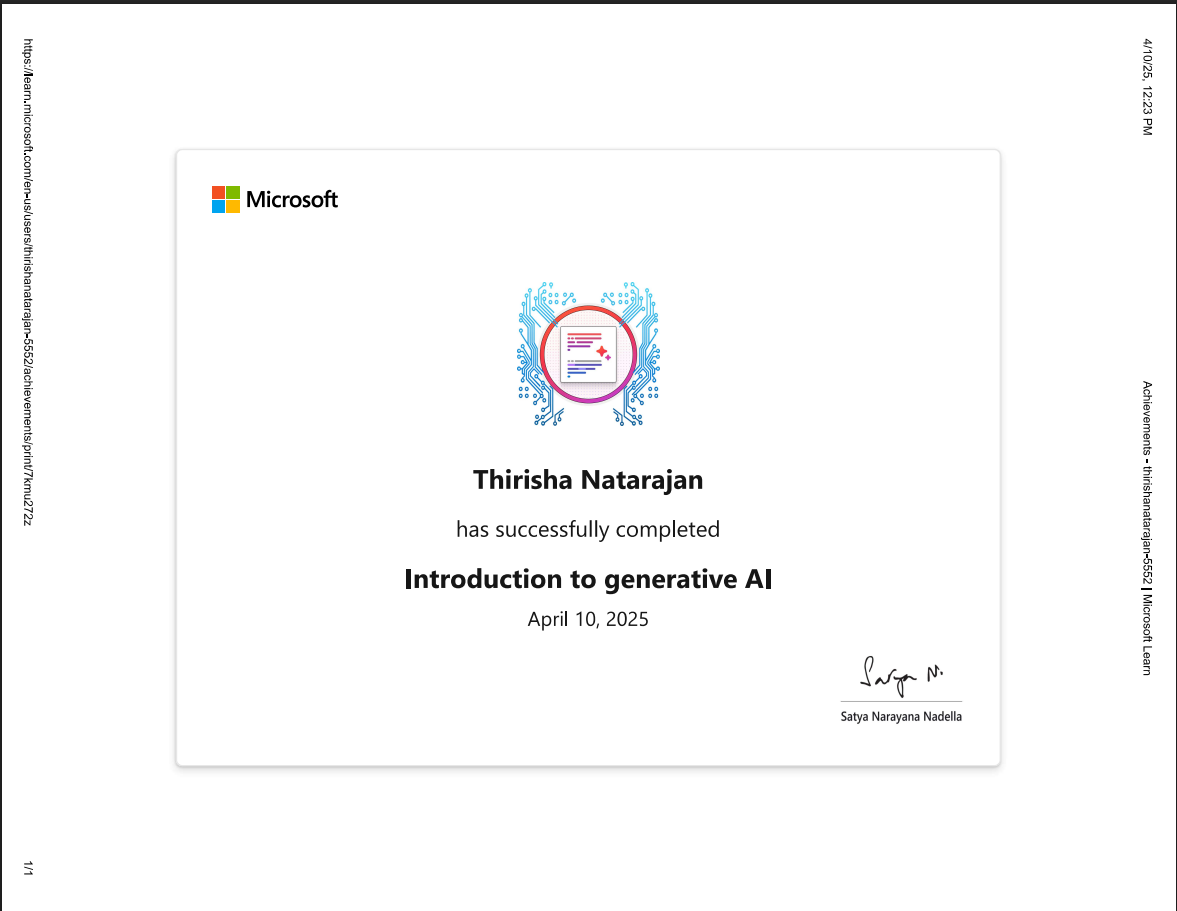 4/10/25, 12:23 PM
Achievements - thirishanatarajan-5552 | Microsoft Learn
Microsoft
Thirisha Natarajan
has successfully completed
Introduction to generative AI
April 10, 2025
Satya N.
Satya Narayana Nadella
https://learn.microsoft.com/en-us/users/thirishanatarajan-5552/achievements/print/7kmu272z
1/1